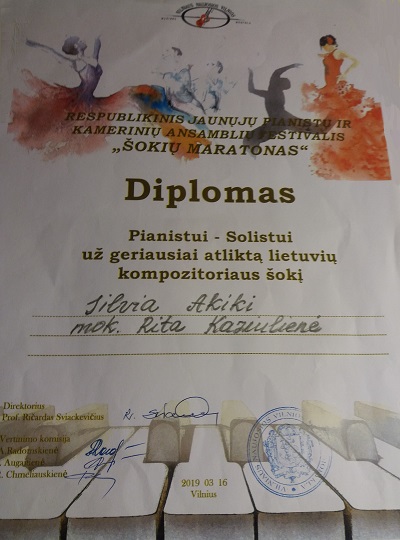 RESPUBLIKINIS JAUNŲJŲ PIANISTŲ IR
KAMERINIŲ ANSAMBLIŲ FESTIVALIS
„ŠOKIŲ MARATONAS“
Diplomas
Pianistui - Solistui
už geriausiai atliktą lietuvių
kompozitoriaus šokį
Silvia Akiki
mok. Rita Kaziulienė
Direktorius
Prof. Ričardas Sviackevičius
Vertinimo komisija
Radomskienė
Chmeliauskienė
2019 03 16
Vilnius